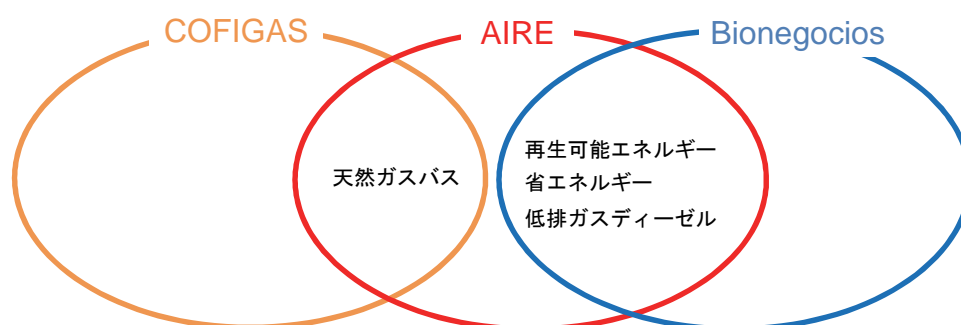 COFIGAS
AIRE
Bionegocios
天然ガスバス
再生可能エネルギー
省エネルギー
低排ガスディーゼル